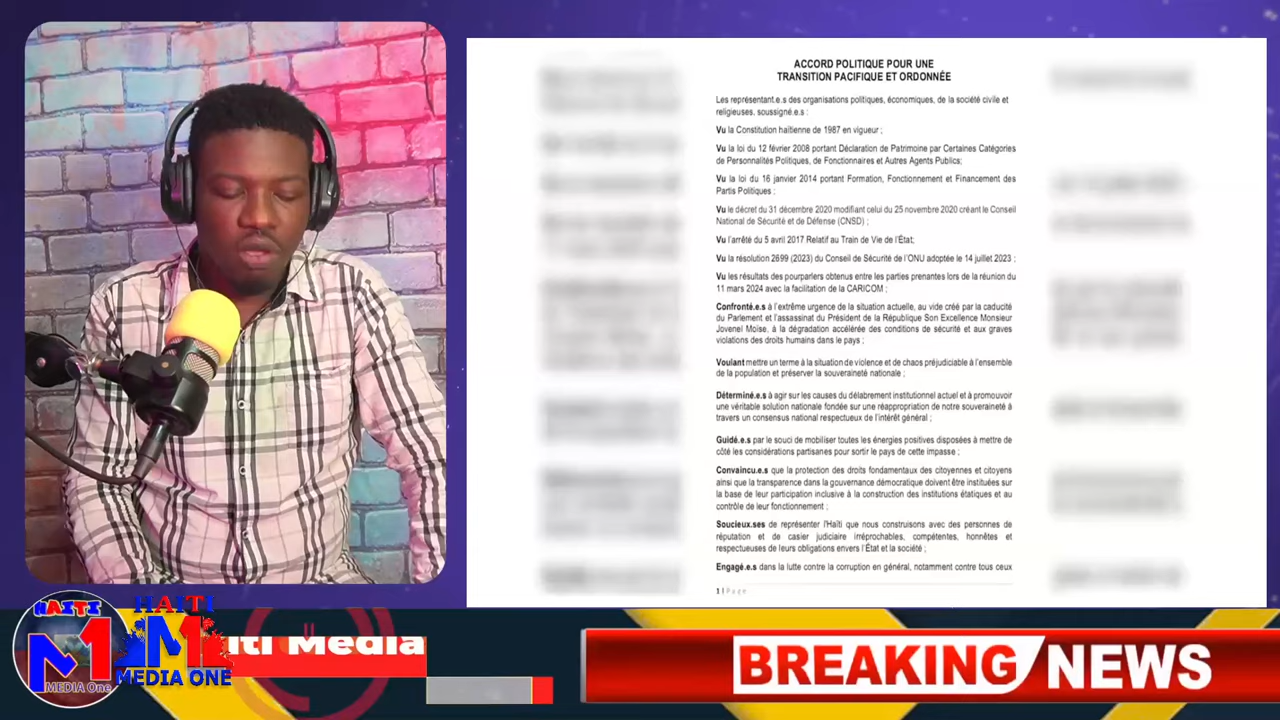 ACCORD POLITIQUE POUR UNE
TRANSITION PACIFIQUE ET ORDONNÉE
Les représentant.e.s des organisations politiques, économiques, de la société civile et
religieuses, soussigné.e.s :
Vu la Constitution haïtienne de 1987 en vigueur ;
Vu la loi du 12 février 2008 portant Déclaration de Patrimoine par Certaines Catégories
de Personnalités Politiques, de Fonctionnaires et Autres Agents Publics;
Vu la loi du 16 janvier 2014 portant Formation, Fonctionnement et Financement des
Partis Politiques ;
Vu le décret du 31 décembre 2020 modifiant celui du 25 novembre 2020 créant le Conseil
National de Sécurité et de Défense (CNSD) ;
Vu l'arrêté du 5 avril 2017 Relatif au Train de Vie de l'État;
Vu la résolution 2699 (2023) du Conseil de Sécurité de l'ONU adoptée le 14 juillet 2023 ;
Vu les résultats des pourparlers obtenus entre les parties prenantes lors de la réunion du
11 mars 2024 avec la facilitation de la CARICOM ;
Confronté.e.s à l'extrême urgence de la situation actuelle, au vide créé par la caducité
du Parlement et l'assassinat du Président de la République Son Excellence Monsieur
Jovenel Moïse, à la dégradation accélérée des conditions de sécurité et aux graves
violations des droits humains dans le pays ;
Voulant mettre un terme à la situation de violence et de chaos préjudiciable à l'ensemble
de la population et préserver la souveraineté nationale ;
Déterminé.e.s à agir sur les causes du délabrement institutionnel actuel et à promouvoir
une véritable solution nationale fondée sur une réappropriation de notre souveraineté à
travers un consensus national respectueux de l'intérêt général ;
Guidé.e.s par le souci de mobiliser toutes les énergies positives disposées à mettre de
côté les considérations partisanes pour sortir le pays de cette impasse ;
Convaincu.e.s que la protection des droits fondamentaux des citoyennes et citoyens
ainsi que la transparence dans la gouvernance démocratique doivent être instituées sur
la base de leur participation inclusive à la construction des institutions étatiques et au
contrôle de leur fonctionnement ;
Soucieux.ses de représenter l'Haïti que nous construisons avec des personnes de
réputation et de casier judiciaire irréprochables, compétentes, honnêtes et
respectueuses de leurs obligations envers l'État et la société ;
Engagé.e.s dans la lutte contre la corruption en général, notamment contre tous ceux
1 | Page
HAITI
M1
MEDIA One
HAITI
M
MEDIA ONE
iti Media
BREAKING NEWS